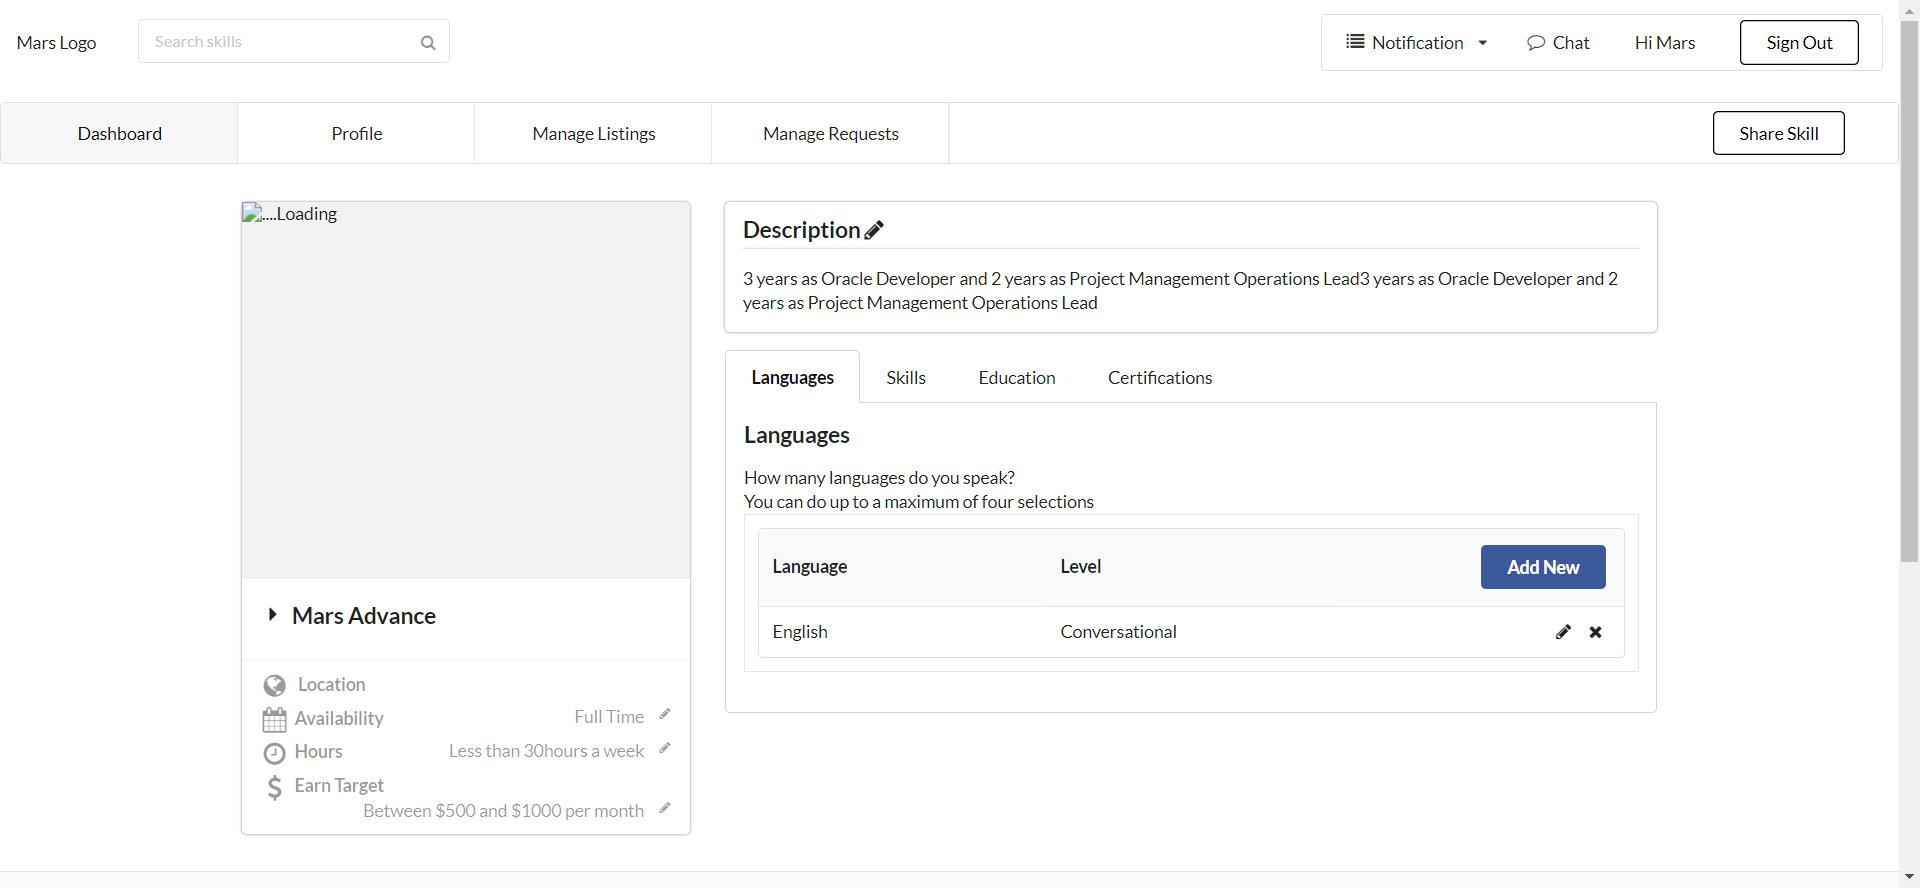 Mars Logo
Search skills
Notification
Chat
Hi Mars
Sign Out
Dashboard
Profile
Manage Listings
Manage Requests
Share Skill
....Loading
Mars Advance
Location
Availability
Full Time
Hours
Less than 30hours a week
Earn Target
Between $500 and $1000 per month
Description
3 years as Oracle Developer and 2 years as Project Management Operations Lead3 years as Oracle Developer and 2
years as Project Management Operations Lead
Languages
Skills
Education
Certifications
Languages
How many languages do you speak?
You can do up to a maximum of four selections
Language
Level
Add New
English
Conversational